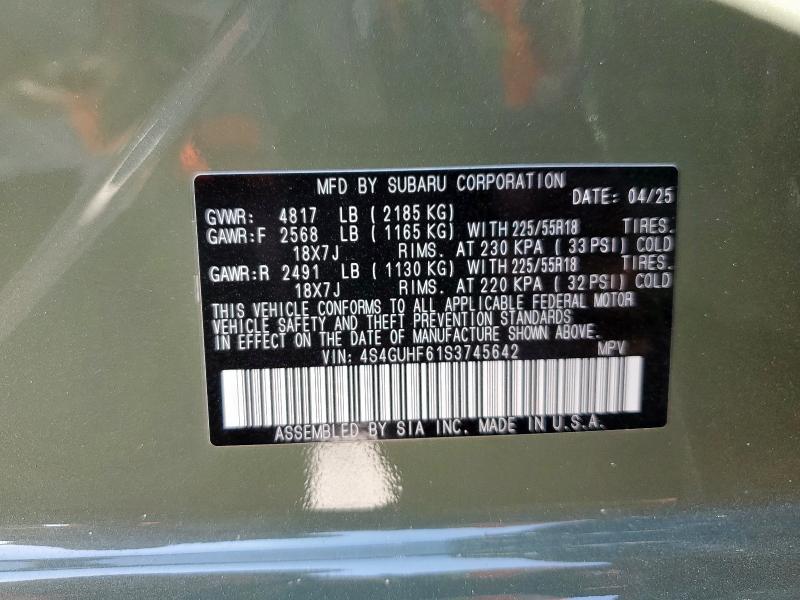 MFD BY SUBARU CORPORATION
DATE: 04/25
GVWR: 4817 LB (2185 KG)
GAWR:F 2568 LB (1165 KG) WITH 225/55R18 TIRES.
18X7J RIMS. AT 230 KPA (33 PSI) COLD
GAWR:R 2491 LB (1130 KG) WITH 225/55R18 TIRES.
18X7J RIMS. AT 220 KPA (32 PSI) COLD
THIS VEHICLE CONFORMS TO ALL APPLICABLE FEDERAL MOTOR
VEHICLE SAFETY AND THEFT PREVENTION STANDARDS
IN EFFECT ON THE DATE OF MANUFACTURE SHOWN ABOVE.
VIN: 4S4GUHF61S3745642 MPV
ASSEMBLED BY SIA INC. MADE IN U.S.A.